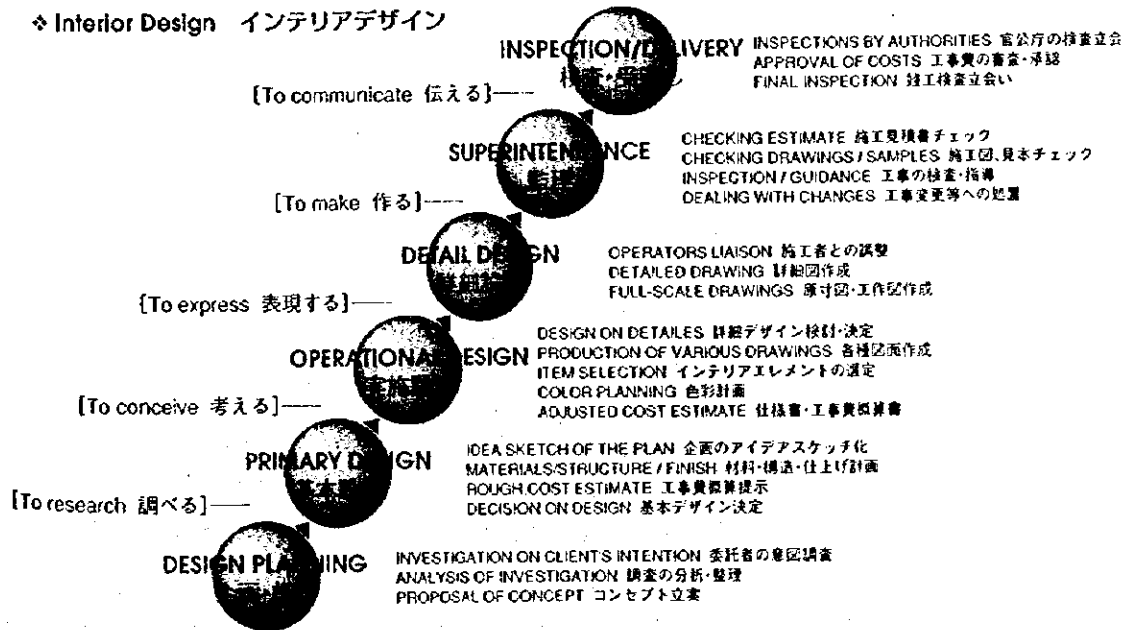 ❖ Interior Design インテリアデザイン
INSPECTION/DELIVERY
INSPECTIONS BY AUTHORITIES 官公庁の検査立会
APPROVAL OF COSTS 工事費の審査・承認
FINAL INSPECTION 竣工検査立会い
[To communicate 伝える]
SUPERINTENDENCE
監理
CHECKING ESTIMATE 施工見積書チェック
CHECKING DRAWINGS / SAMPLES 施工図、見本チェック
INSPECTION / GUIDANCE 工事の検査・指導
DEALING WITH CHANGES 工事変更等への処置
[To make 作る]
DETAIL DESIGN
OPERATORS LIAISON 施工者との調整
DETAILED DRAWING 詳細図作成
FULL-SCALE DRAWINGS 原寸図・工作図作成
[To express 表現する]
OPERATIONAL DESIGN
DESIGN ON DETAILES 詳細デザイン検討・決定
PRODUCTION OF VARIOUS DRAWINGS 各種図面作成
ITEM SELECTION インテリアエレメントの選定
COLOR PLANNING 色彩計画
ADJUSTED COST ESTIMATE 仕様書・工事費概算書
[To conceive 考える]
PRIMARY DESIGN
IDEA SKETCH OF THE PLAN 企画のアイデアスケッチ化
MATERIALS/STRUCTURE / FINISH 材料・構造・仕上げ計画
ROUGH COST ESTIMATE 工事費概算提示
DECISION ON DESIGN 基本デザイン決定
[To research 調べる]
DESIGN PLANNING
INVESTIGATION ON CLIENT'S INTENTION 委託者の意図調査
ANALYSIS OF INVESTIGATION 調査の分析・整理
PROPOSAL OF CONCEPT コンセプト立案